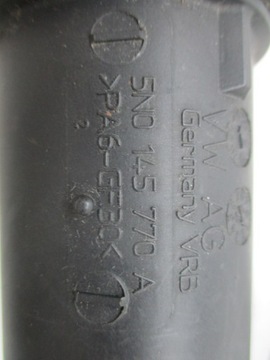 VW AG
Germany VRB
5N0 145 770 A
>PA6-GF30<